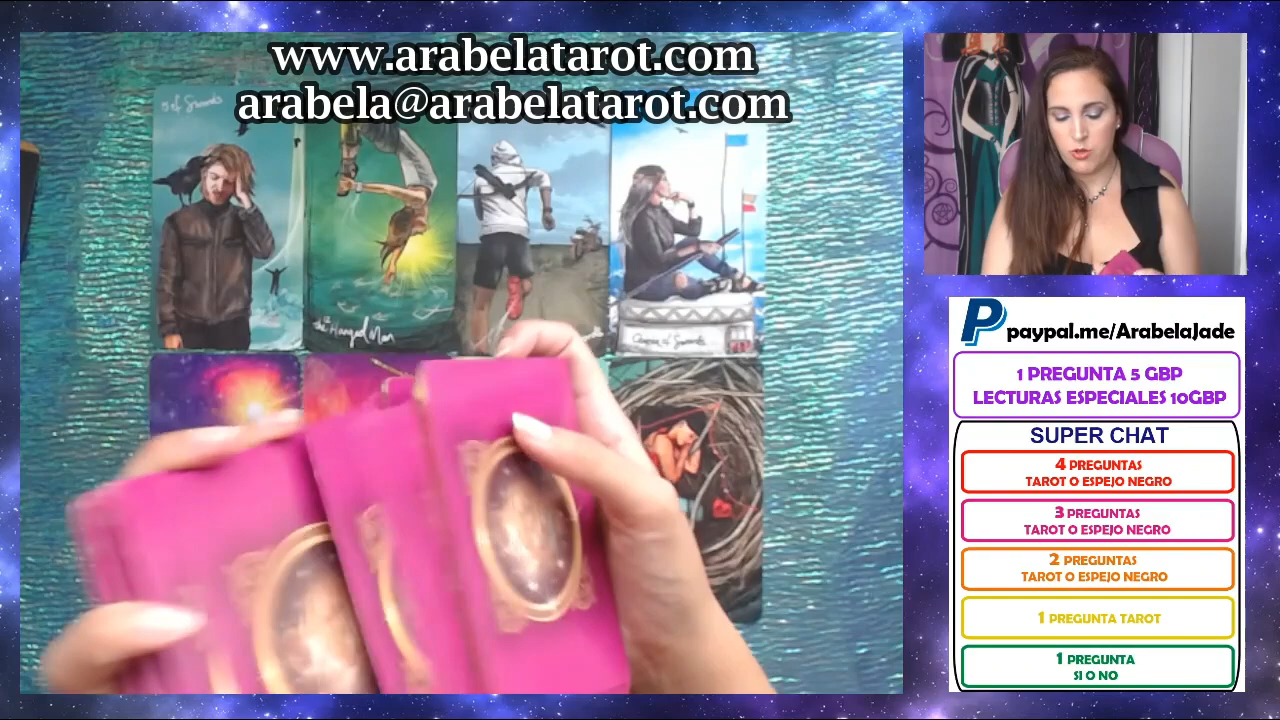 www.arabelatarot.com
arabela@arabelatarot.com
of Swords
the Hanged Man
Queen of Swords
paypal.me/ArabelaJade
1 PREGUNTA 5 GBP
LECTURAS ESPECIALES 10GBP
SUPER CHAT
4 PREGUNTAS
TAROT O ESPEJO NEGRO
3 PREGUNTAS
TAROT O ESPEJO NEGRO
2 PREGUNTAS
TAROT O ESPEJO NEGRO
1 PREGUNTA TAROT
1 PREGUNTA
SI O NO